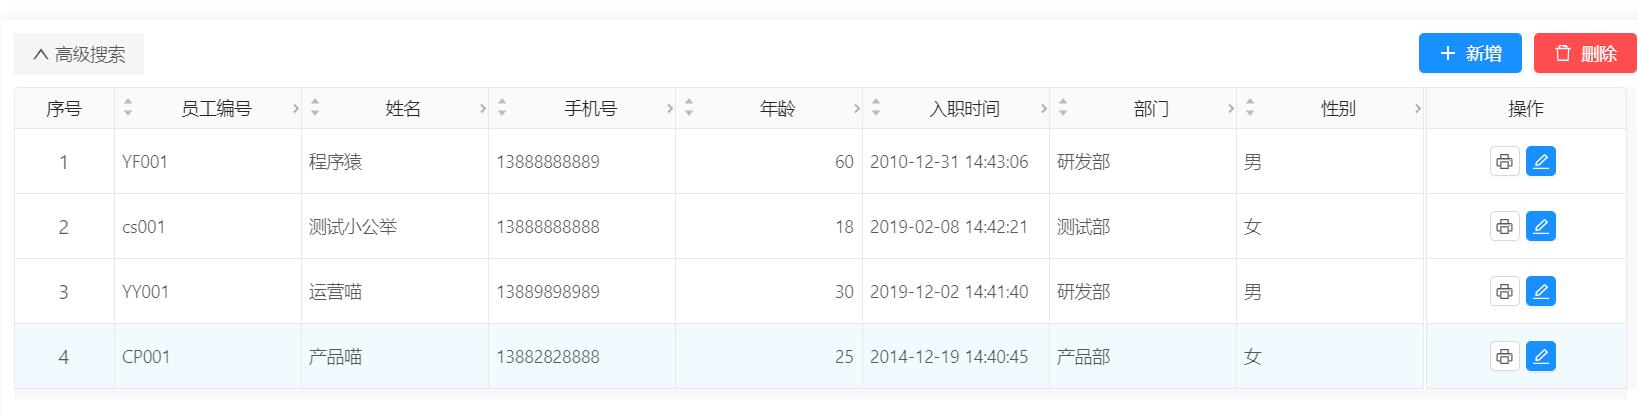 高级搜索 新增 删除
序号 员工编号 姓名 手机号 年龄 入职时间 部门 性别 操作
1 YF001 程序猿 13888888889 60 2010-12-31 14:43:06 研发部 男
2 cs001 测试小公举 13888888888 18 2019-02-08 14:42:21 测试部 女
3 YY001 运营喵 13889898989 30 2019-12-02 14:41:40 研发部 男
4 CP001 产品喵 13882828888 25 2014-12-19 14:40:45 产品部 女